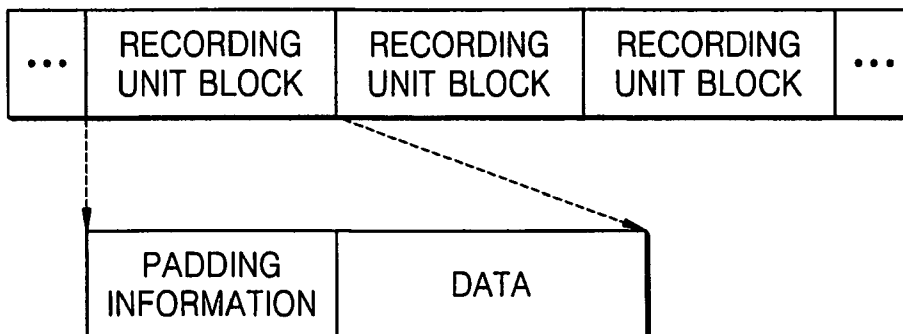 ... RECORDING UNIT BLOCK RECORDING UNIT BLOCK RECORDING UNIT BLOCK ...
PADDING INFORMATION DATA